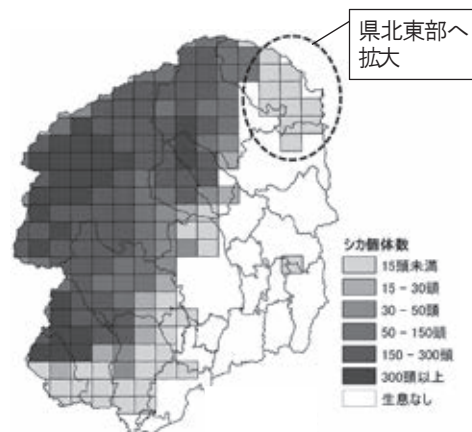 県北東部へ
拡大
シカ個体数
15頭未満
15－30頭
30－50頭
50－150頭
150－300頭
300頭以上
生息なし